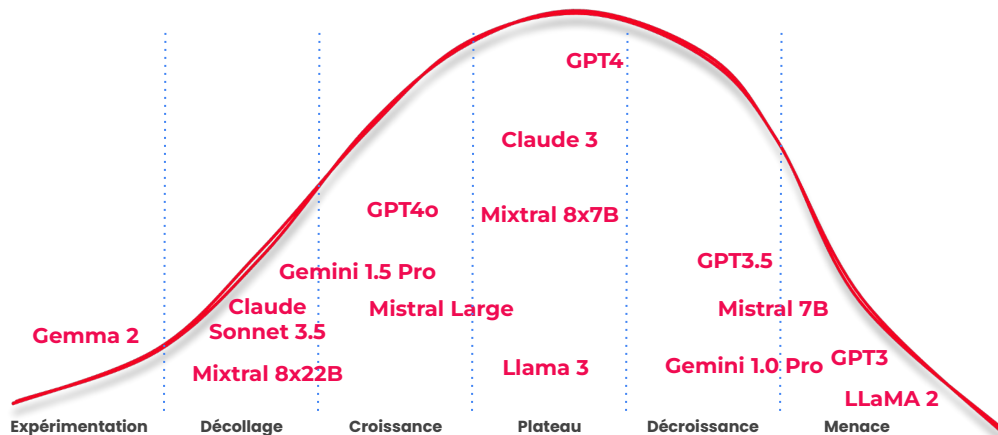 GPT4
Claude 3
GPT4o
Mixtral 8x7B
GPT3.5
Gemini 1.5 Pro
Claude
Sonnet 3.5
Mistral Large
Mistral 7B
Gemma 2
Mixtral 8x22B
Llama 3
Gemini 1.0 Pro
GPT3
LLaMA 2
Expérimentation
Décollage
Croissance
Plateau
Décroissance
Menace